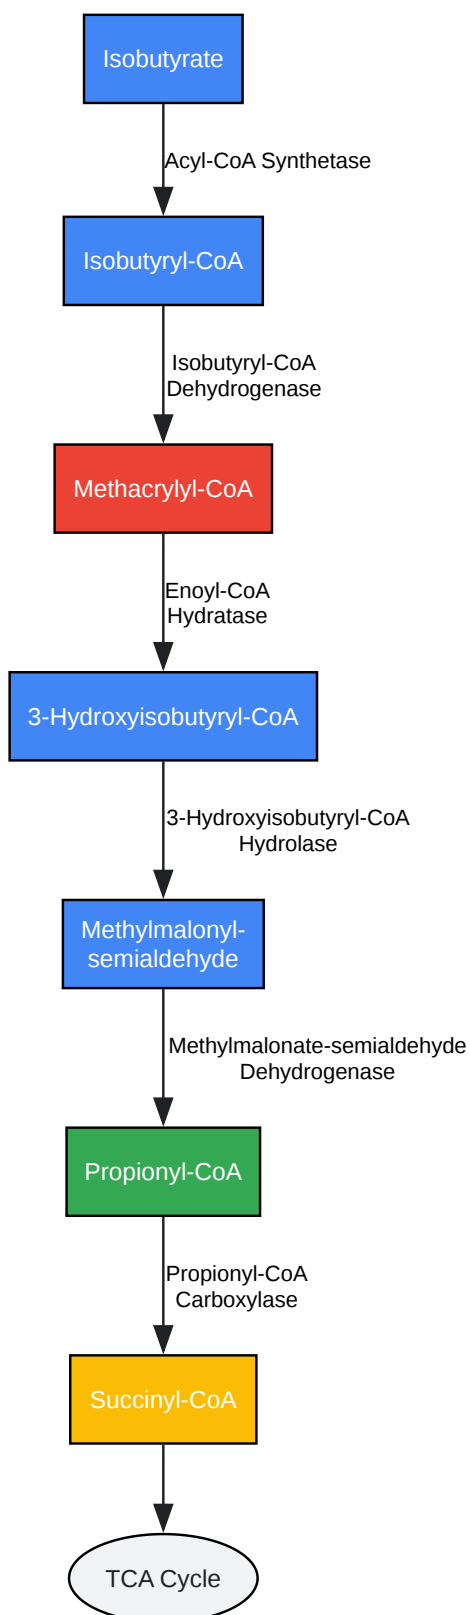 Isobutyrate
Acyl-CoA Synthetase
Isobutyryl-CoA
Isobutyryl-CoA
Dehydrogenase
Methacrylyl-CoA
Enoyl-CoA
Hydratase
3-Hydroxyisobutyryl-CoA
3-Hydroxyisobutyryl-CoA
Hydrolase
Methylmalonyl-
semialdehyde
Methylmalonate-semialdehyde
Dehydrogenase
Propionyl-CoA
Propionyl-CoA
Carboxylase
Succinyl-CoA
TCA Cycle